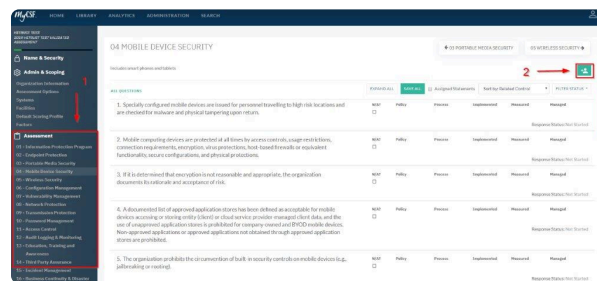 MyCSF
HOME LIBRARY ANALYTICS ADMINISTRATION SEARCH
ASSESSMENT
Name & Security
Admin & Scoping
Organization Information
Assessment Options
Systems
Facilities
Default Scoring Profile
Factors
1
Assessment
01 - Information Protection Program
02 - Endpoint Protection
03 - Portable Media Security
04 - Mobile Device Security
05 - Wireless Security
06 - Configuration Management
07 - Vulnerability Management
08 - Network Protection
09 - Transmission Protection
10 - Password Management
11 - Access Control
12 - Audit Logging & Monitoring
13 - Education, Training and
Awareness
14 - Third Party Assurance
15 - Incident Management
16 - Business Continuity & Disaster
04 MOBILE DEVICE SECURITY
03 PORTABLE MEDIA SECURITY
05 WIRELESS SECURITY
Includes smart phones and tablets
2
ALL QUESTIONS
EXPAND ALL SAVE ALL Assigned Statements Sort by: Related Control FILTER STATUS
1. Specially configured mobile devices are issued for personnel travelling to high risk locations and
are checked for malware and physical tampering upon return.
NEXT Policy Process Implemented Measured Managed
Response Status: Not Started
2. Mobile computing devices are protected at all times by access controls, usage restrictions,
connection requirements, encryption, virus protections, host-based firewalls or equivalent
functionality, secure configurations, and physical protections.
NEXT Policy Process Implemented Measured Managed
Response Status: Not Started
3. If it is determined that encryption is not reasonable and appropriate, the organization
documents its rationale and acceptance of risk.
NEXT Policy Process Implemented Measured Managed
Response Status: Not Started
4. A documented list of approved application stores has been defined as acceptable for mobile
devices accessing or storing entity (client) or cloud service provider-managed client data, and the
use of unapproved application stores is prohibited for company-owned and BYOD mobile devices.
Non-approved applications or approved applications not obtained through approved application
stores are prohibited.
NEXT Policy Process Implemented Measured Managed
Response Status: Not Started
5. The organization prohibits the circumvention of built-in security controls on mobile devices (e.g.,
jailbreaking or rooting).
NEXT Policy Process Implemented Measured Managed
Response Status: Not Started